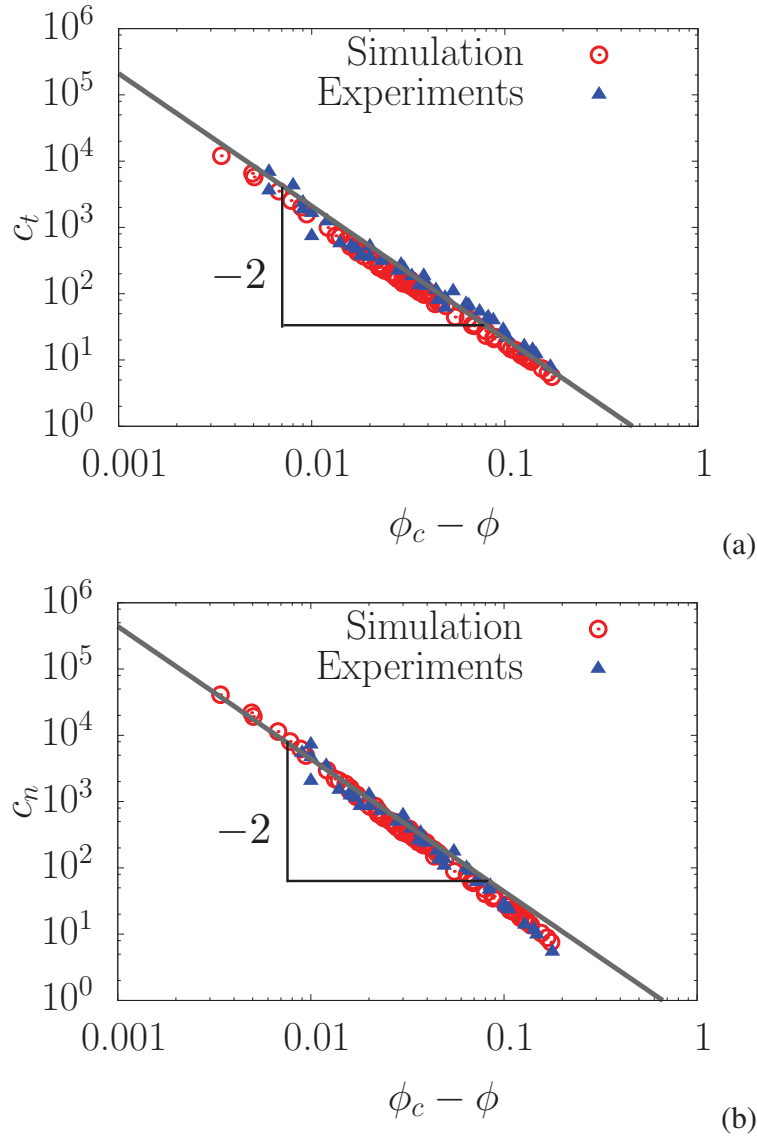 10^6
10^5
10^4
10^3
10^2
10^1
10^0
c_t
Simulation
Experiments
−2
0.001 0.01 0.1 1
ϕ_c − ϕ
(a)
10^6
10^5
10^4
10^3
10^2
10^1
10^0
c_n
Simulation
Experiments
−2
0.001 0.01 0.1 1
ϕ_c − ϕ
(b)